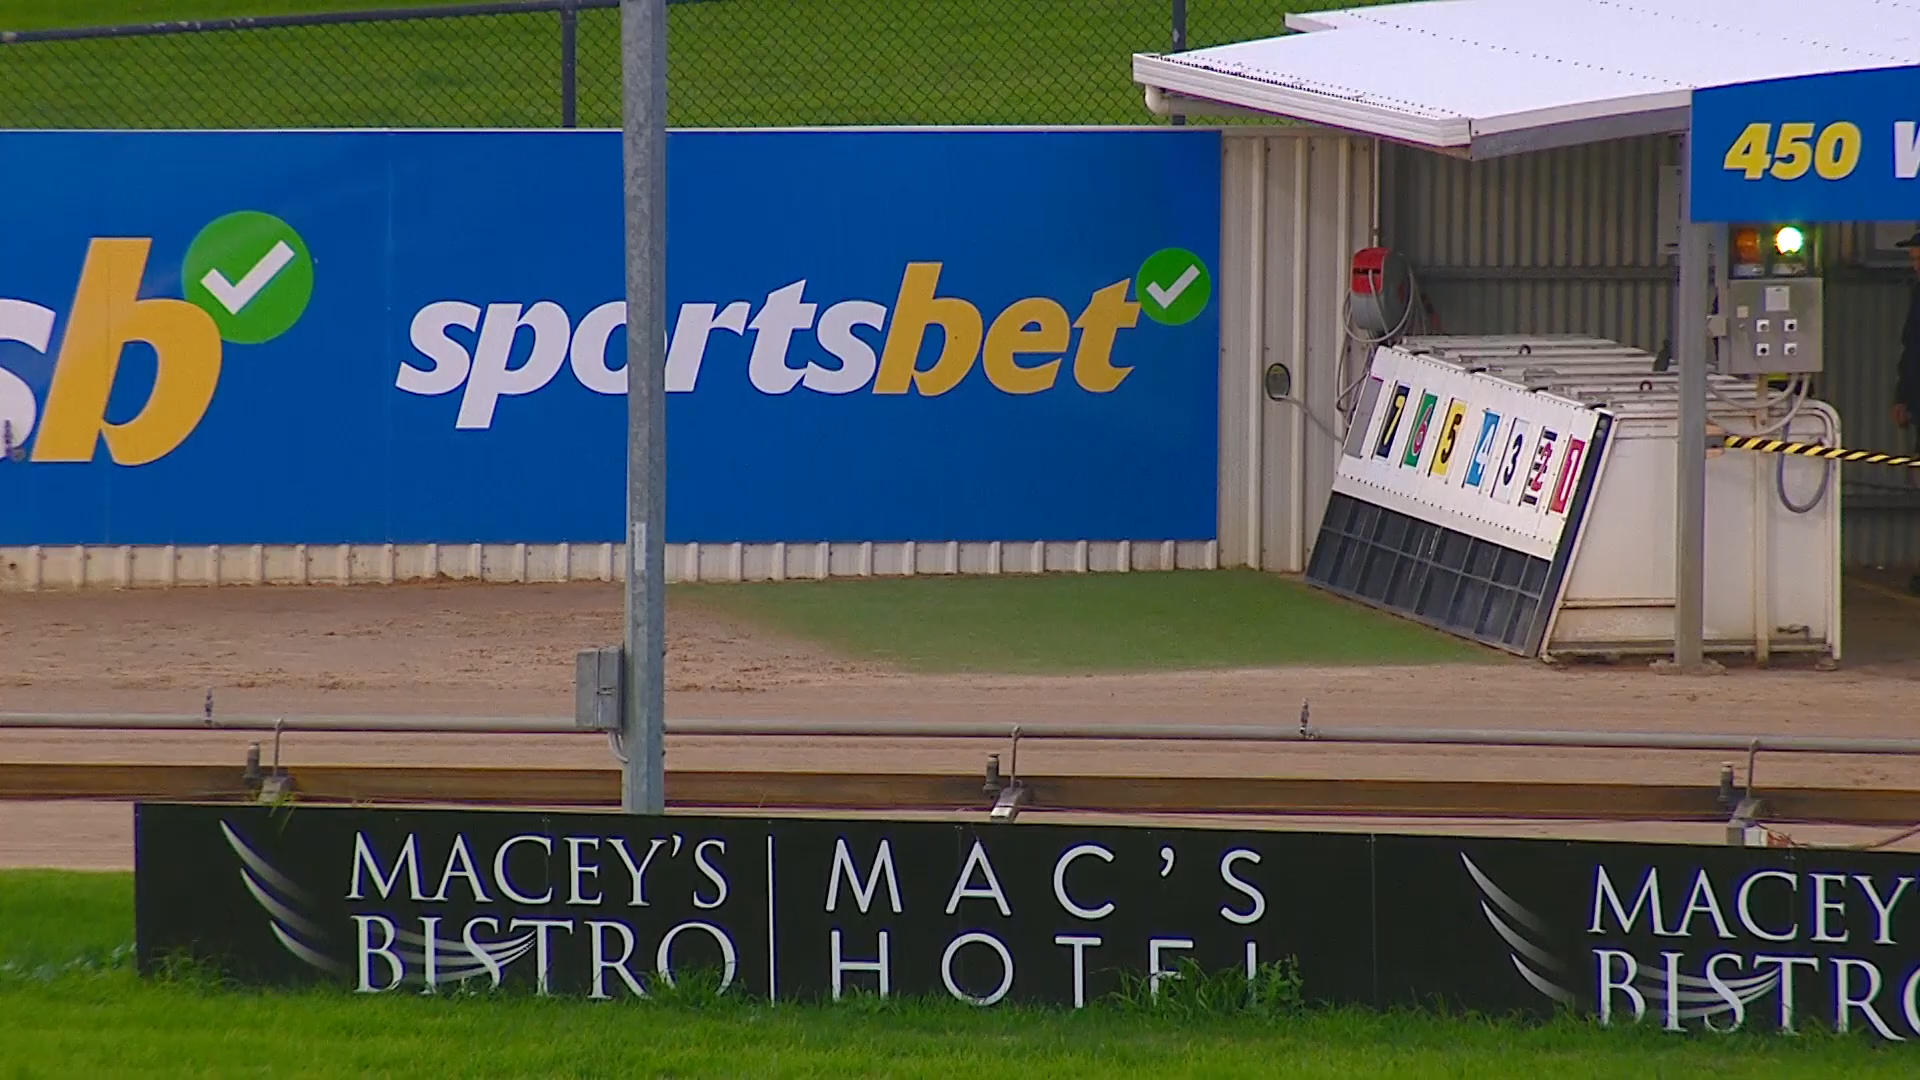 450
sb
sportsbet
7 6 5 4 3 2 1
MACEY'S
BISTRO
MAC'S
HOTEL
MACEY
BISTRO